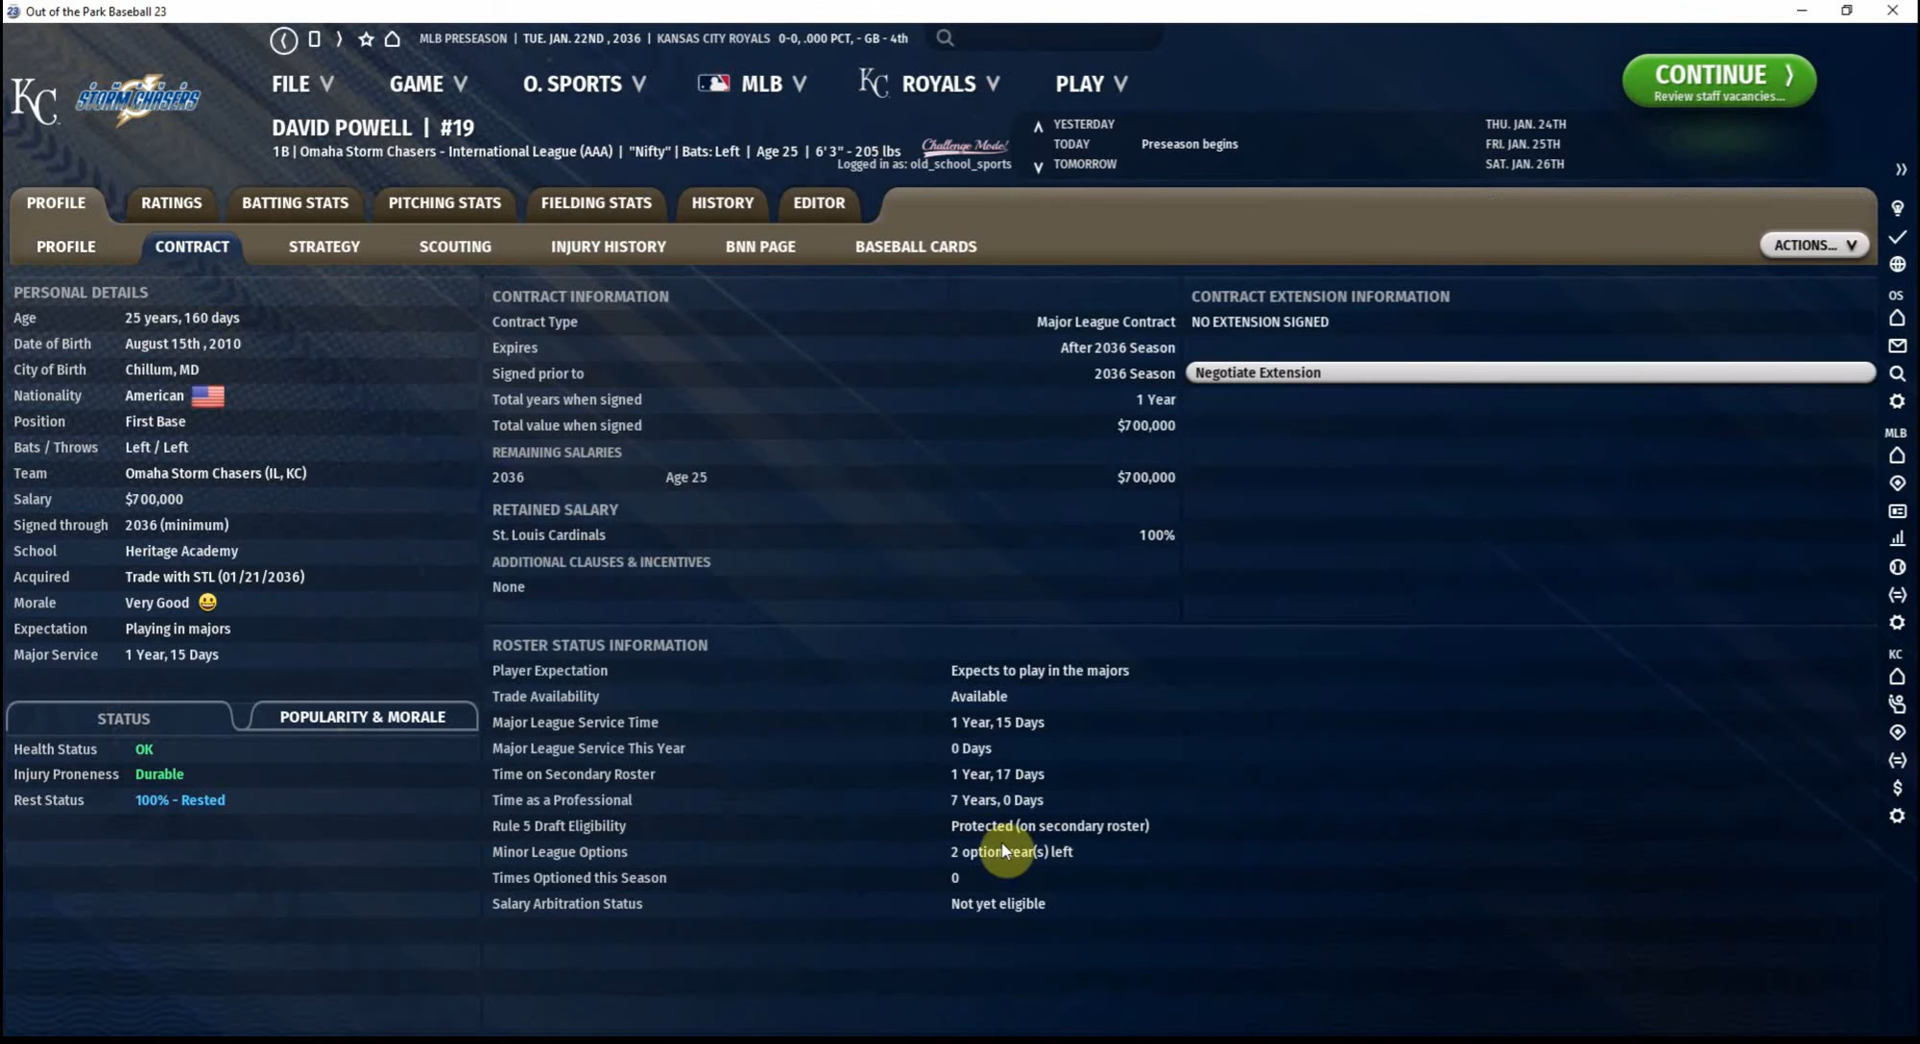 23 Out of the Park Baseball 23
MLB PRESEASON | TUE. JAN. 22ND , 2036 | KANSAS CITY ROYALS 0-0, .000 PCT, - GB - 4th
KC STORM CHASERS
FILE GAME O. SPORTS MLB KC ROYALS PLAY
CONTINUE
Review staff vacancies...
DAVID POWELL | #19
1B | Omaha Storm Chasers - International League (AAA) | "Nifty" | Bats: Left | Age 25 | 6' 3" - 205 lbs
Challenge Mode!
Logged in as: old_school_sports
YESTERDAY
TODAY Preseason begins
TOMORROW
THU. JAN. 24TH
FRI. JAN. 25TH
SAT. JAN. 26TH
PROFILE RATINGS BATTING STATS PITCHING STATS FIELDING STATS HISTORY EDITOR
PROFILE CONTRACT STRATEGY SCOUTING INJURY HISTORY BNN PAGE BASEBALL CARDS
ACTIONS...
PERSONAL DETAILS
Age 25 years, 160 days
Date of Birth August 15th , 2010
City of Birth Chillum, MD
Nationality American
Position First Base
Bats / Throws Left / Left
Team Omaha Storm Chasers (IL, KC)
Salary $700,000
Signed through 2036 (minimum)
School Heritage Academy
Acquired Trade with STL (01/21/2036)
Morale Very Good
Expectation Playing in majors
Major Service 1 Year, 15 Days
STATUS POPULARITY & MORALE
Health Status OK
Injury Proneness Durable
Rest Status 100% - Rested
CONTRACT INFORMATION
Contract Type Major League Contract
Expires After 2036 Season
Signed prior to 2036 Season
Total years when signed 1 Year
Total value when signed $700,000
REMAINING SALARIES
2036 Age 25 $700,000
RETAINED SALARY
St. Louis Cardinals 100%
ADDITIONAL CLAUSES & INCENTIVES
None
CONTRACT EXTENSION INFORMATION
NO EXTENSION SIGNED
Negotiate Extension
ROSTER STATUS INFORMATION
Player Expectation Expects to play in the majors
Trade Availability Available
Major League Service Time 1 Year, 15 Days
Major League Service This Year 0 Days
Time on Secondary Roster 1 Year, 17 Days
Time as a Professional 7 Years, 0 Days
Rule 5 Draft Eligibility Protected (on secondary roster)
Minor League Options 2 option year(s) left
Times Optioned this Season 0
Salary Arbitration Status Not yet eligible
OS
MLB
KC
$